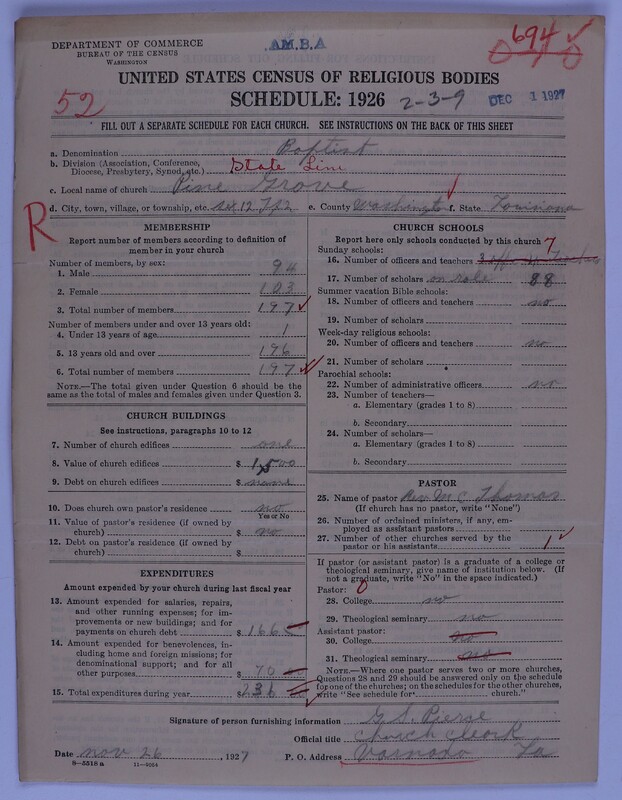 DEPARTMENT OF COMMERCE
BUREAU OF THE CENSUS
WASHINGTON
AM.B.A
694
UNITED STATES CENSUS OF RELIGIOUS BODIES
SCHEDULE: 1926
2-3-9
DEC 1 1927
52
FILL OUT A SEPARATE SCHEDULE FOR EACH CHURCH. SEE INSTRUCTIONS ON THE BACK OF THIS SHEET
a. Denomination Baptist
b. Division (Association, Conference, Diocese, Presbytery, Synod, etc.) State Line
c. Local name of church Pine Grove
d. City, town, village, or township, etc. e. County Washington f. State Louisiana
R
MEMBERSHIP
Report number of members according to definition of
member in your church
Number of members, by sex:
1. Male 94
2. Female 103
3. Total number of members 197
Number of members under and over 13 years old:
4. Under 13 years of age 1
5. 13 years old and over 196
6. Total number of members 197
NOTE.—The total given under Question 6 should be
the same as the total of males and females given under Question 3.
CHURCH BUILDINGS
See instructions, paragraphs 10 to 12
7. Number of church edifices one
8. Value of church edifices $ 1500
9. Debt on church edifices $ none
10. Does church own pastor's residence no
Yes or No
11. Value of pastor's residence (if owned by
church) $ no
12. Debt on pastor's residence (if owned by
church) $
EXPENDITURES
Amount expended by your church during last fiscal year
13. Amount expended for salaries, repairs,
and other running expenses; for im-
provements or new buildings; and for
payments on church debt $ 166
14. Amount expended for benevolences, in-
cluding home and foreign missions; for
denominational support; and for all
other purposes $ 70
15. Total expenditures during year $ 236
CHURCH SCHOOLS
Report here only schools conducted by this church
Sunday schools:
7
16. Number of officers and teachers
17. Number of scholars on role 88
Summer vacation Bible schools:
18. Number of officers and teachers no
19. Number of scholars
Week-day religious schools:
20. Number of officers and teachers no
21. Number of scholars
Parochial schools:
22. Number of administrative officers no
23. Number of teachers—
a. Elementary (grades 1 to 8)
b. Secondary
24. Number of scholars—
a. Elementary (grades 1 to 8)
b. Secondary
PASTOR
25. Name of pastor Rev. M C Thomas
(If church has no pastor, write "None")
26. Number of ordained ministers, if any, em-
ployed as assistant pastors
27. Number of other churches served by the
pastor or his assistants 1
If pastor (or assistant pastor) is a graduate of a college or
theological seminary, give name of institution below. (If
not a graduate, write "No" in the space indicated.)
Pastor: 0
28. College no
29. Theological seminary no
Assistant pastor:
30. College no
31. Theological seminary no
NOTE.—Where one pastor serves two or more churches,
Questions 28 and 29 should be answered only on the schedule
for one of the churches; on the schedules for the other churches,
write "See schedule for church."
Signature of person furnishing information G. S. Pierse
Official title Church Cleark
Date Nov 26, 1927 P. O. Address Varnado La
8—5518 a 11—9064